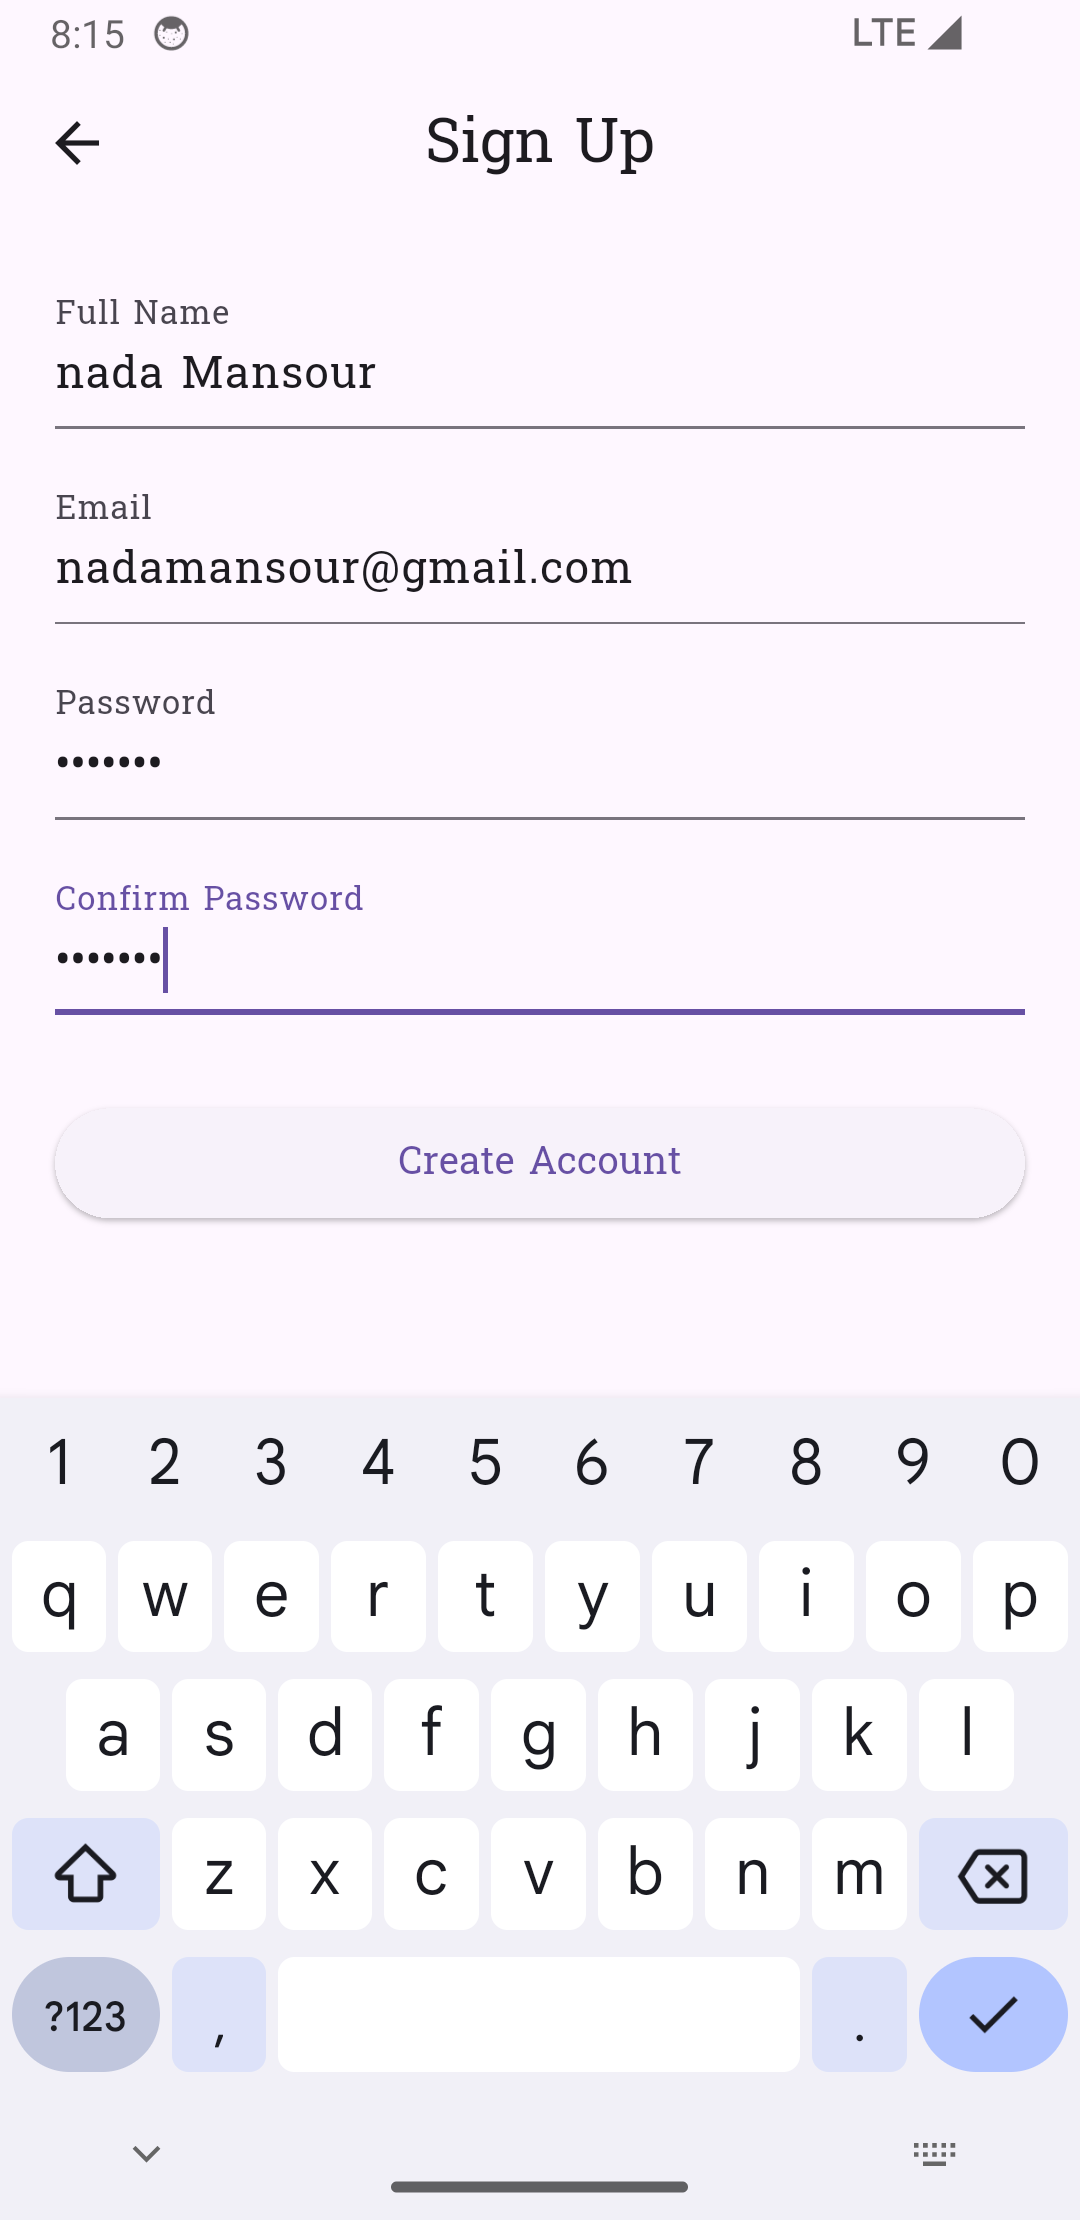 8:15 LTE
Sign Up
Full Name
nada Mansour
Email
nadamansour@gmail.com
Password
•••••••
Confirm Password
•••••••
Create Account
1 2 3 4 5 6 7 8 9 0
q w e r t y u i o p
a s d f g h j k l
z x c v b n m
?123 , .